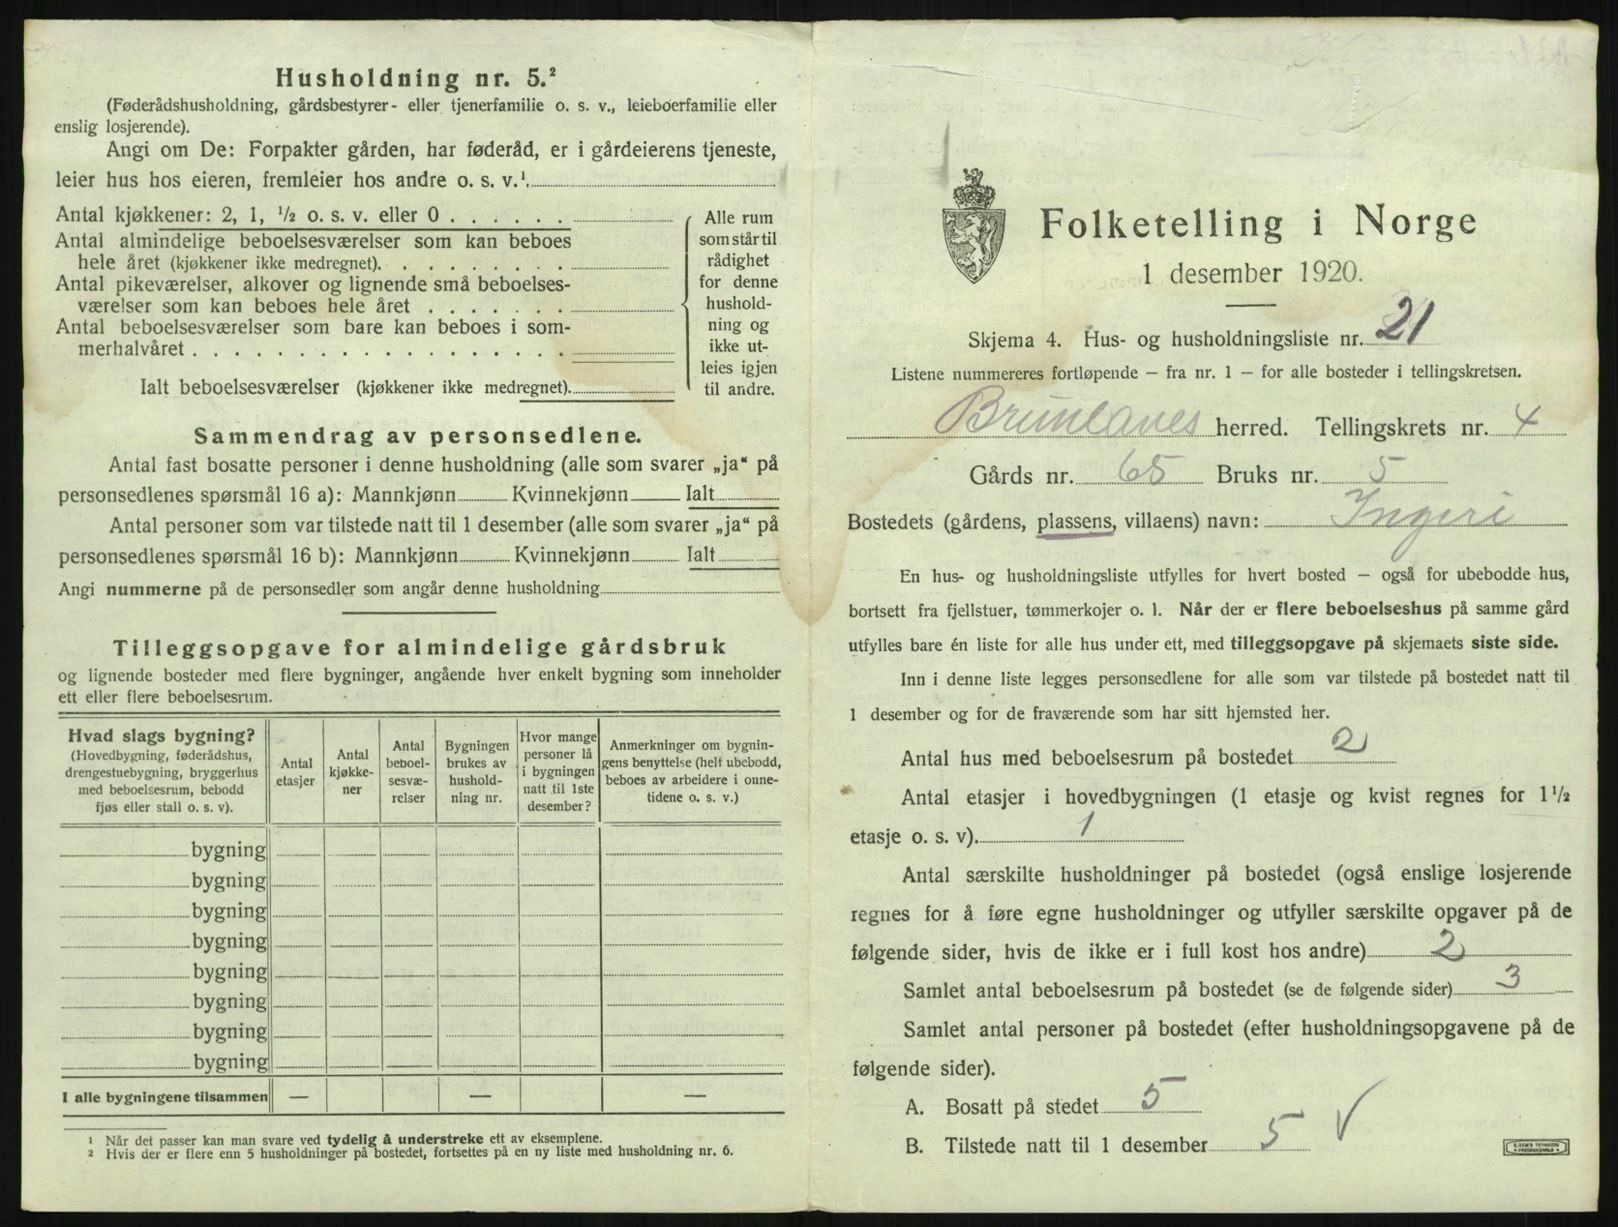 Husholdning nr. 5.²
(Føderådshusholdning, gårdsbestyrer- eller tjenerfamilie o. s. v., leieboerfamilie eller
enslig losjerende).
Angi om De: Forpakter gården, har føderåd, er i gårdeierens tjeneste,
leier hus hos eieren, fremleier hos andre o. s. v.¹.
Antal kjøkkener: 2, 1, ½ o. s. v. eller 0 . . . . . .
Antal almindelige beboelsesværelser som kan beboes
hele året (kjøkkener ikke medregnet). . . . . . . . .
Antal pikeværelser, alkover og lignende små beboelses-
værelser som kan beboes hele året . . . . . . .
Antal beboelsesværelser som bare kan beboes i som-
merhalvåret . . . . . . . . . . . . . . . . . .
Ialt beboelsesværelser (kjøkkener ikke medregnet).
Alle rum
som står til
rådighet
for denne
hushold-
ning og
ikke ut-
leies igjen
til andre.
Sammendrag av personsedlene.
Antal fast bosatte personer i denne husholdning (alle som svarer „ja“ på
personsedlenes spørsmål 16 a): Mannkjønn Kvinnekjønn Ialt
Antal personer som var tilstede natt til 1 desember (alle som svarer „ja“ på
personsedlenes spørsmål 16 b): Mannkjønn Kvinnekjønn Ialt
Angi nummerne på de personsedler som angår denne husholdning
Tilleggsopgave for almindelige gårdsbruk
og lignende bosteder med flere bygninger, angående hver enkelt bygning som inneholder
ett eller flere beboelsesrum.
Hvad slags bygning?
(Hovedbygning, føderådshus,
drengestuebygning, bryggerhus
med beboelsesrum, bebodd
fjøs eller stall o. s. v).
Antal
etasjer
Antal
kjøkke-
ner
Antal
beboel-
sesvæ-
relser
Bygningen
brukes av
hushold-
ning nr.
Hvor mange
personer lå
i bygningen
natt til 1ste
desember?
Anmerkninger om bygnin-
gens benyttelse (helt ubebodd,
beboes av arbeidere i onne-
tidene o. s. v.)
bygning
bygning
bygning
bygning
bygning
bygning
bygning
bygning
I alle bygningene tilsammen — — —
¹ Når det passer kan man svare ved tydelig å understreke ett av eksemplene.
² Hvis der er flere enn 5 husholdninger på bostedet, fortsettes på en ny liste med husholdning nr. 6.
Folketelling i Norge
1 desember 1920.
Skjema 4. Hus- og husholdningsliste nr. 21
Listene nummereres fortløpende — fra nr. 1 — for alle bosteder i tellingskretsen.
Brunlanes herred. Tellingskrets nr. 4
Gårds nr. 65 Bruks nr. 5
Bostedets (gårdens, plassens, villaens) navn: Ingeri
En hus- og husholdningsliste utfylles for hvert bosted — også for ubebodde hus,
bortsett fra fjellstuer, tømmerkojer o. l. Når der er flere beboelseshus på samme gård
utfylles bare én liste for alle hus under ett, med tilleggsopgave på skjemaets siste side.
Inn i denne liste legges personsedlene for alle som var tilstede på bostedet natt til
1 desember og for de fraværende som har sitt hjemsted her.
Antal hus med beboelsesrum på bostedet 2
Antal etasjer i hovedbygningen (1 etasje og kvist regnes for 1½
etasje o. s. v). 1
Antal særskilte husholdninger på bostedet (også enslige losjerende
regnes for å føre egne husholdninger og utfyller særskilte opgaver på de
følgende sider, hvis de ikke er i full kost hos andre) 2
Samlet antal beboelsesrum på bostedet (se de følgende sider) 3
Samlet antal personer på bostedet (efter husholdningsopgavene på de
følgende sider).
A. Bosatt på stedet 5
B. Tilstede natt til 1 desember 5 V